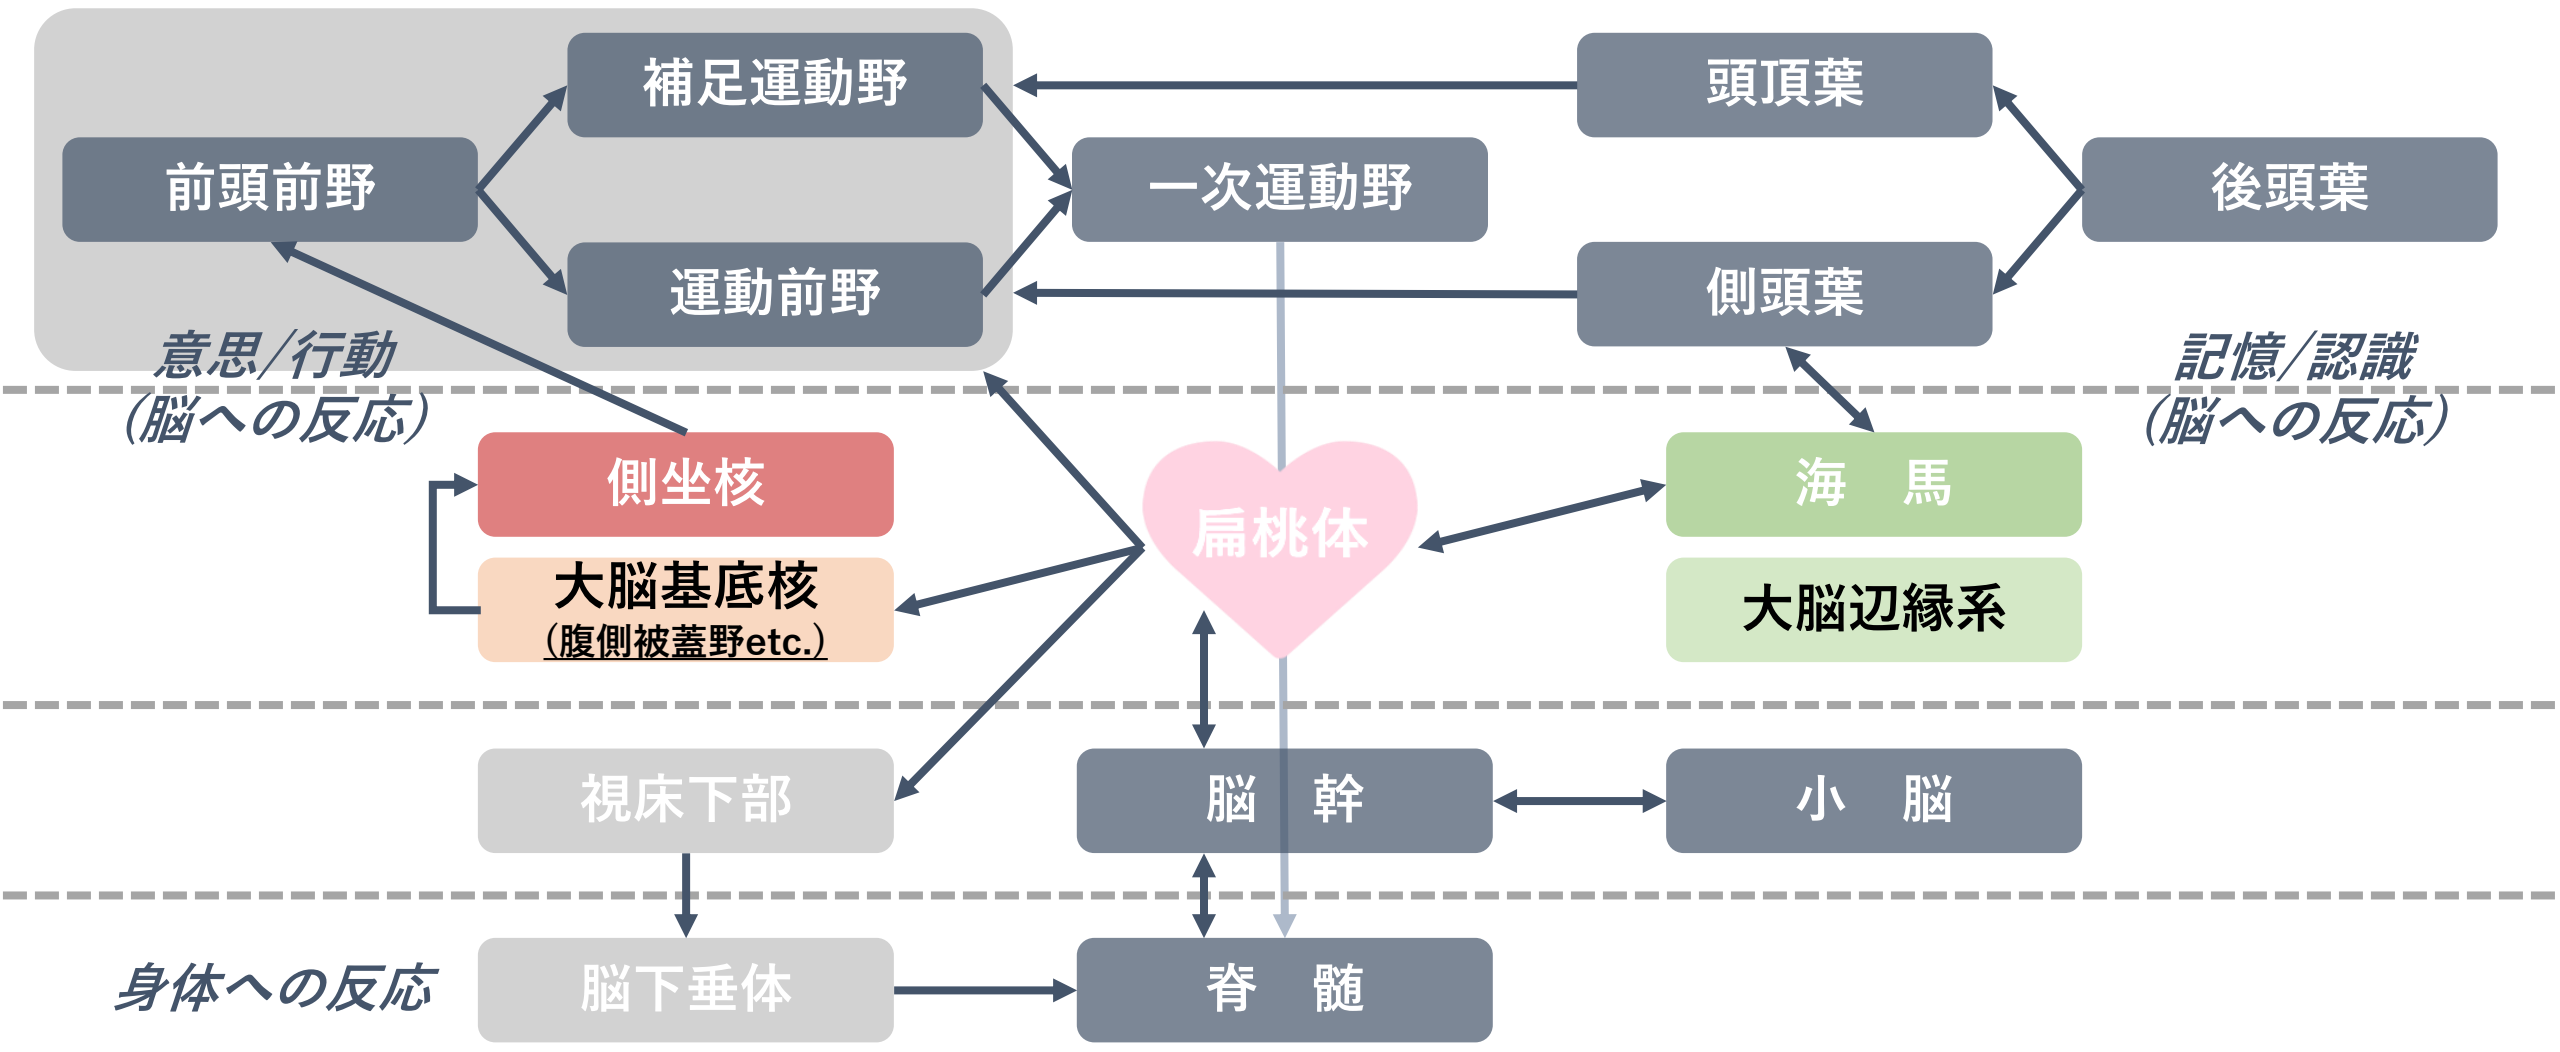 補足運動野
頭頂葉
前頭前野
一次運動野
後頭葉
運動前野
側頭葉
意思/行動
（脳への反応）
記憶/認識
（脳への反応）
側坐核
扁桃体
海　馬
大脳基底核
（腹側被蓋野etc.）
大脳辺縁系
視床下部
脳　幹
小　脳
身体への反応
脳下垂体
脊　髄